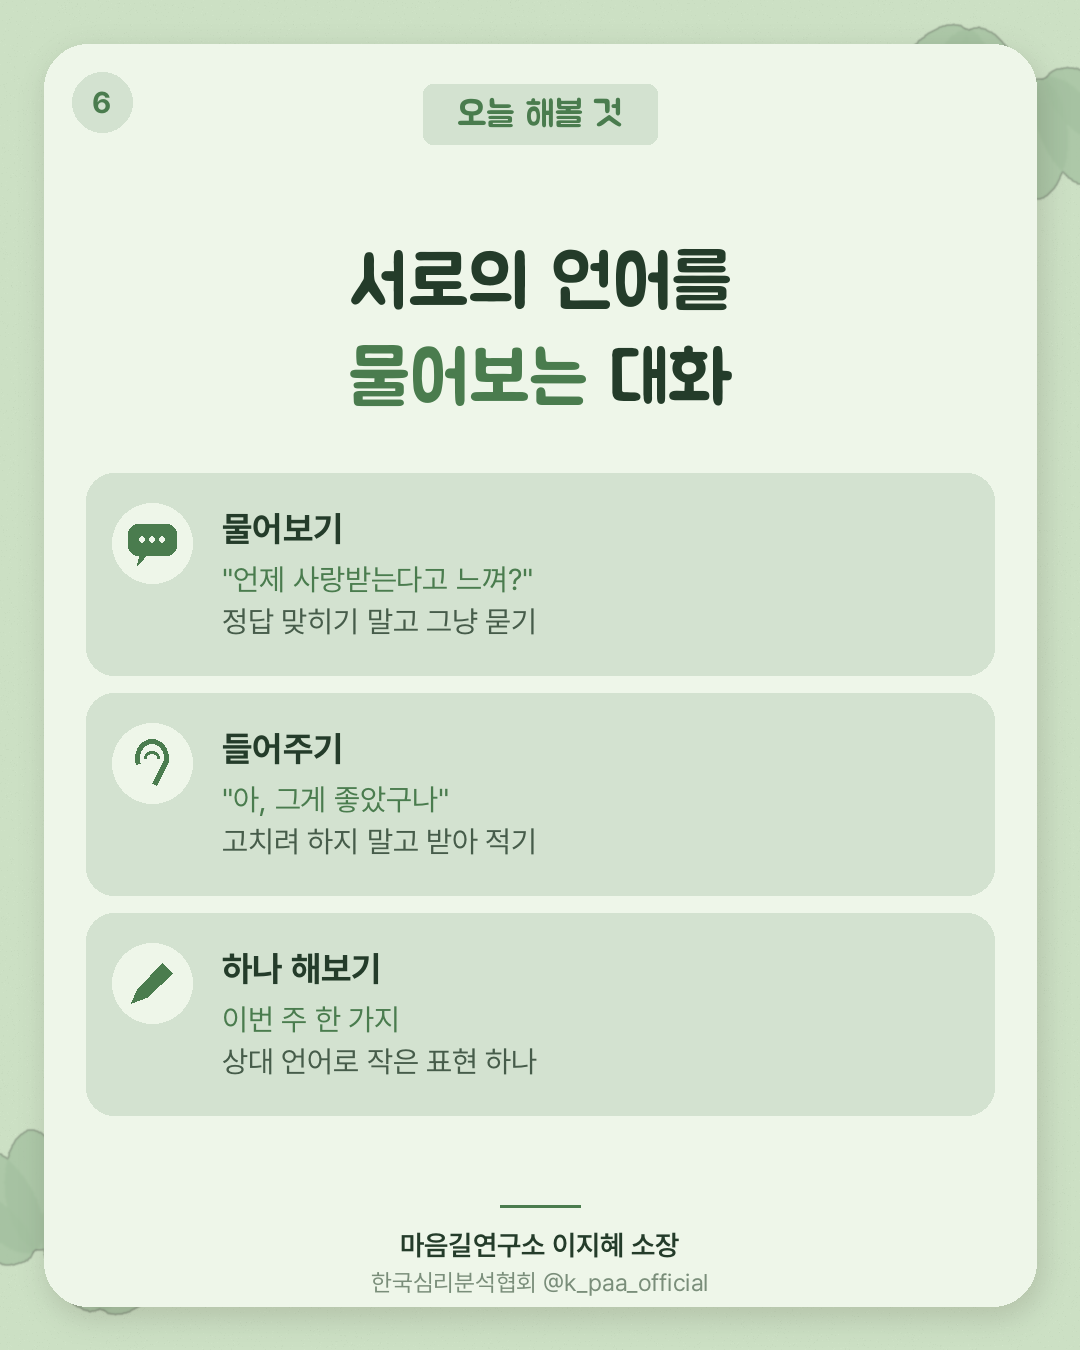 6
오늘 해볼 것
서로의 언어를
물어보는 대화
물어보기
"언제 사랑받는다고 느껴?"
정답 맞히기 말고 그냥 묻기
들어주기
"아, 그게 좋았구나"
고치려 하지 말고 받아 적기
하나 해보기
이번 주 한 가지
상대 언어로 작은 표현 하나
마음길연구소 이지혜 소장
한국심리분석협회 @k_paa_official